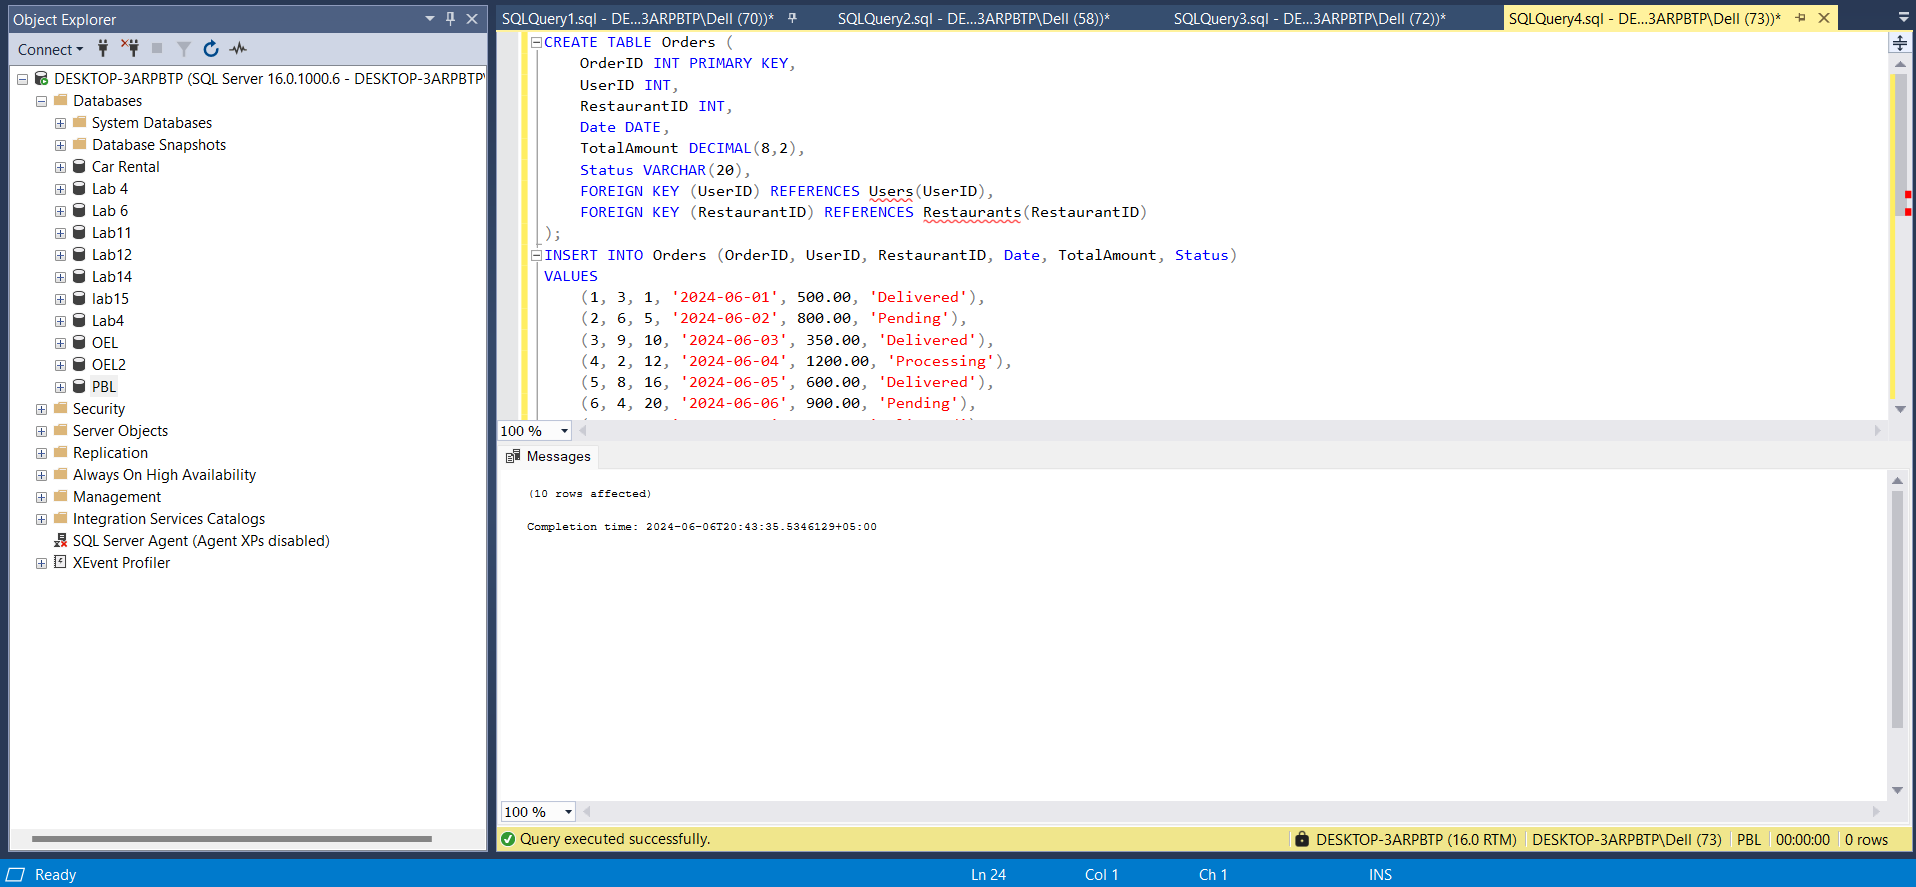 Object Explorer
Connect
DESKTOP-3ARPBTP (SQL Server 16.0.1000.6 - DESKTOP-3ARPBTP\
Databases
System Databases
Database Snapshots
Car Rental
Lab 4
Lab 6
Lab11
Lab12
Lab14
lab15
Lab4
OEL
OEL2
PBL
Security
Server Objects
Replication
Always On High Availability
Management
Integration Services Catalogs
SQL Server Agent (Agent XPs disabled)
XEvent Profiler
SQLQuery1.sql - DE...3ARPBTP\Dell (70))* SQLQuery2.sql - DE...3ARPBTP\Dell (58))* SQLQuery3.sql - DE...3ARPBTP\Dell (72))* SQLQuery4.sql - DE...3ARPBTP\Dell (73))*
CREATE TABLE Orders (
OrderID INT PRIMARY KEY,
UserID INT,
RestaurantID INT,
Date DATE,
TotalAmount DECIMAL(8,2),
Status VARCHAR(20),
FOREIGN KEY (UserID) REFERENCES Users(UserID),
FOREIGN KEY (RestaurantID) REFERENCES Restaurants(RestaurantID)
);
INSERT INTO Orders (OrderID, UserID, RestaurantID, Date, TotalAmount, Status)
VALUES
(1, 3, 1, '2024-06-01', 500.00, 'Delivered'),
(2, 6, 5, '2024-06-02', 800.00, 'Pending'),
(3, 9, 10, '2024-06-03', 350.00, 'Delivered'),
(4, 2, 12, '2024-06-04', 1200.00, 'Processing'),
(5, 8, 16, '2024-06-05', 600.00, 'Delivered'),
(6, 4, 20, '2024-06-06', 900.00, 'Pending'),
100 %
Messages
(10 rows affected)
Completion time: 2024-06-06T20:43:35.5346129+05:00
100 %
Query executed successfully. DESKTOP-3ARPBTP (16.0 RTM) DESKTOP-3ARPBTP\Dell (73) PBL 00:00:00 0 rows
Ready Ln 24 Col 1 Ch 1 INS